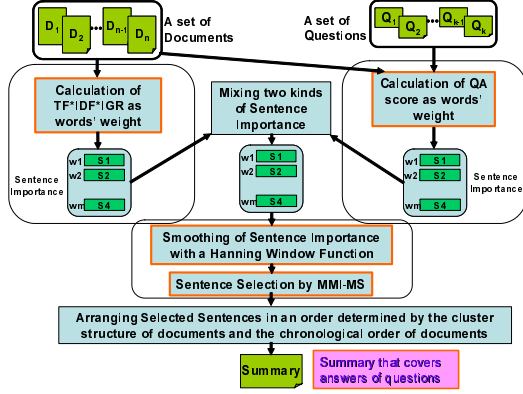 D1 D2 ... Dn-1 Dn
A set of
Documents
A set of
Questions
Q1 Q2 ... Qk-1 Qk
Calculation of
TF*IDF*IGR as
words' weight
Mixing two kinds
of Sentence
Importance
Calculation of QA
score as words'
weight
Sentence
Importance
w1 S1
w2 S2
wm S4
w1 S1
w2 S2
wm S4
w1 S1
w2 S2
wm S4
Sentence
Importance
Smoothing of Sentence Importance
with a Hanning Window Function
Sentence Selection by MMI-MS
Arranging Selected Sentences in an order determined by the cluster
structure of documents and the chronological order of documents
Summary
Summary that covers
answers of questions